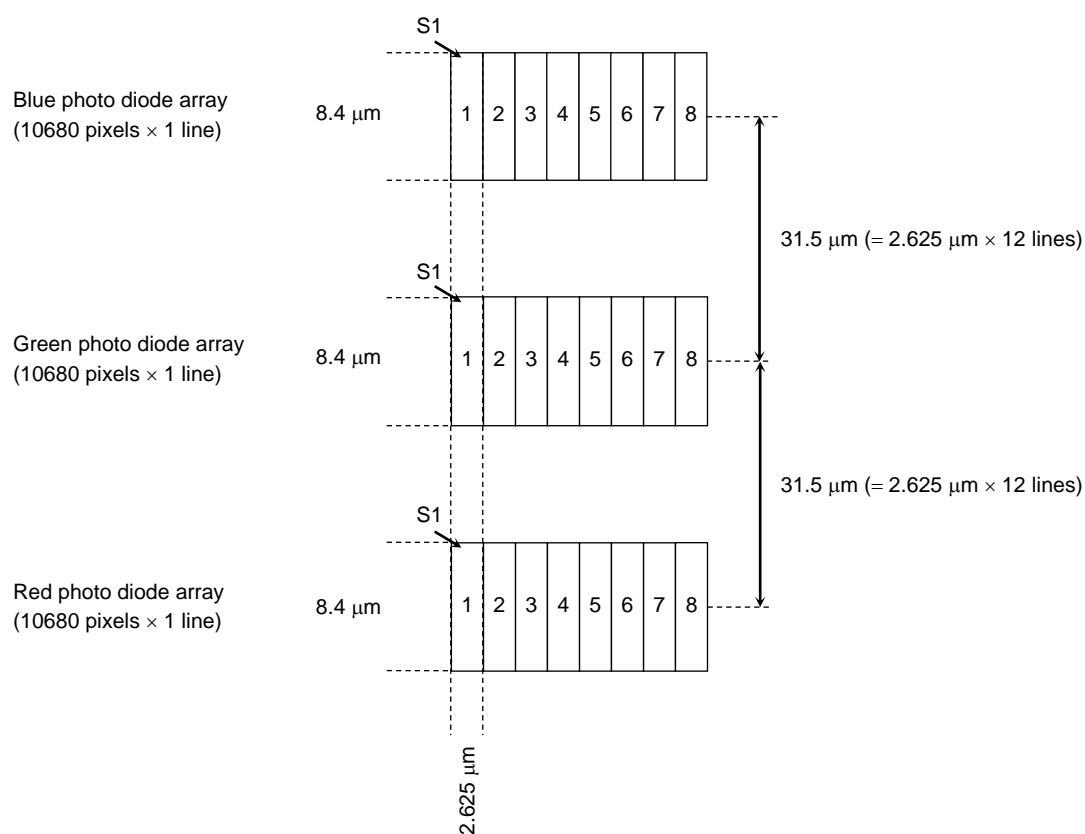 S1
Blue photo diode array
(10680 pixels × 1 line)
8.4 μm
1 2 3 4 5 6 7 8
31.5 μm (= 2.625 μm × 12 lines)
S1
Green photo diode array
(10680 pixels × 1 line)
8.4 μm
1 2 3 4 5 6 7 8
31.5 μm (= 2.625 μm × 12 lines)
S1
Red photo diode array
(10680 pixels × 1 line)
8.4 μm
1 2 3 4 5 6 7 8
2.625 μm